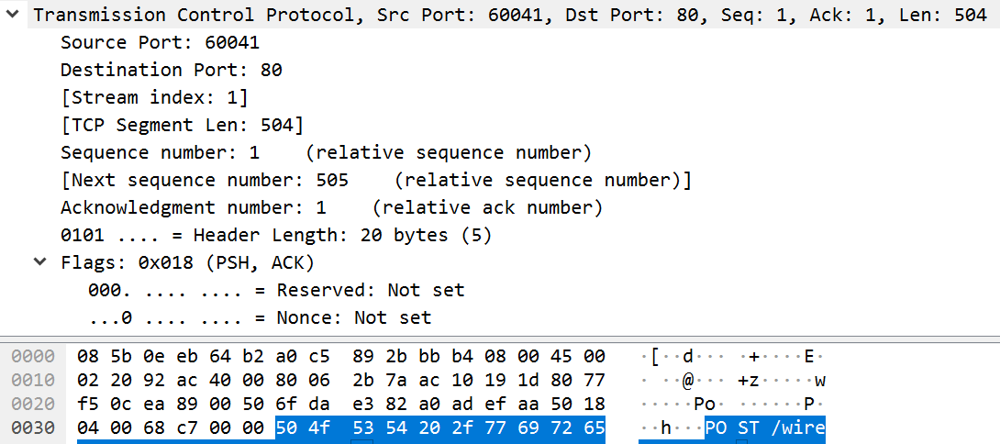 Transmission Control Protocol, Src Port: 60041, Dst Port: 80, Seq: 1, Ack: 1, Len: 504
Source Port: 60041
Destination Port: 80
[Stream index: 1]
[TCP Segment Len: 504]
Sequence number: 1    (relative sequence number)
[Next sequence number: 505    (relative sequence number)]
Acknowledgment number: 1    (relative ack number)
0101 .... = Header Length: 20 bytes (5)
Flags: 0x018 (PSH, ACK)
000. .... .... = Reserved: Not set
...0 .... .... = Nonce: Not set
0000  08 5b 0e eb 64 b2 a0 c5  89 2b bb b4 08 00 45 00   ·[··d··· ·+····E·
0010  02 20 92 ac 40 00 80 06  2b 7a ac 10 19 1d 80 77   · ··@··· +z·····w
0020  f5 0c ea 89 00 50 6f da  e3 82 a0 ad ef aa 50 18   ·····Po· ······P·
0030  04 00 68 c7 00 00 50 4f  53 54 20 2f 77 69 72 65   ··h···PO ST /wire